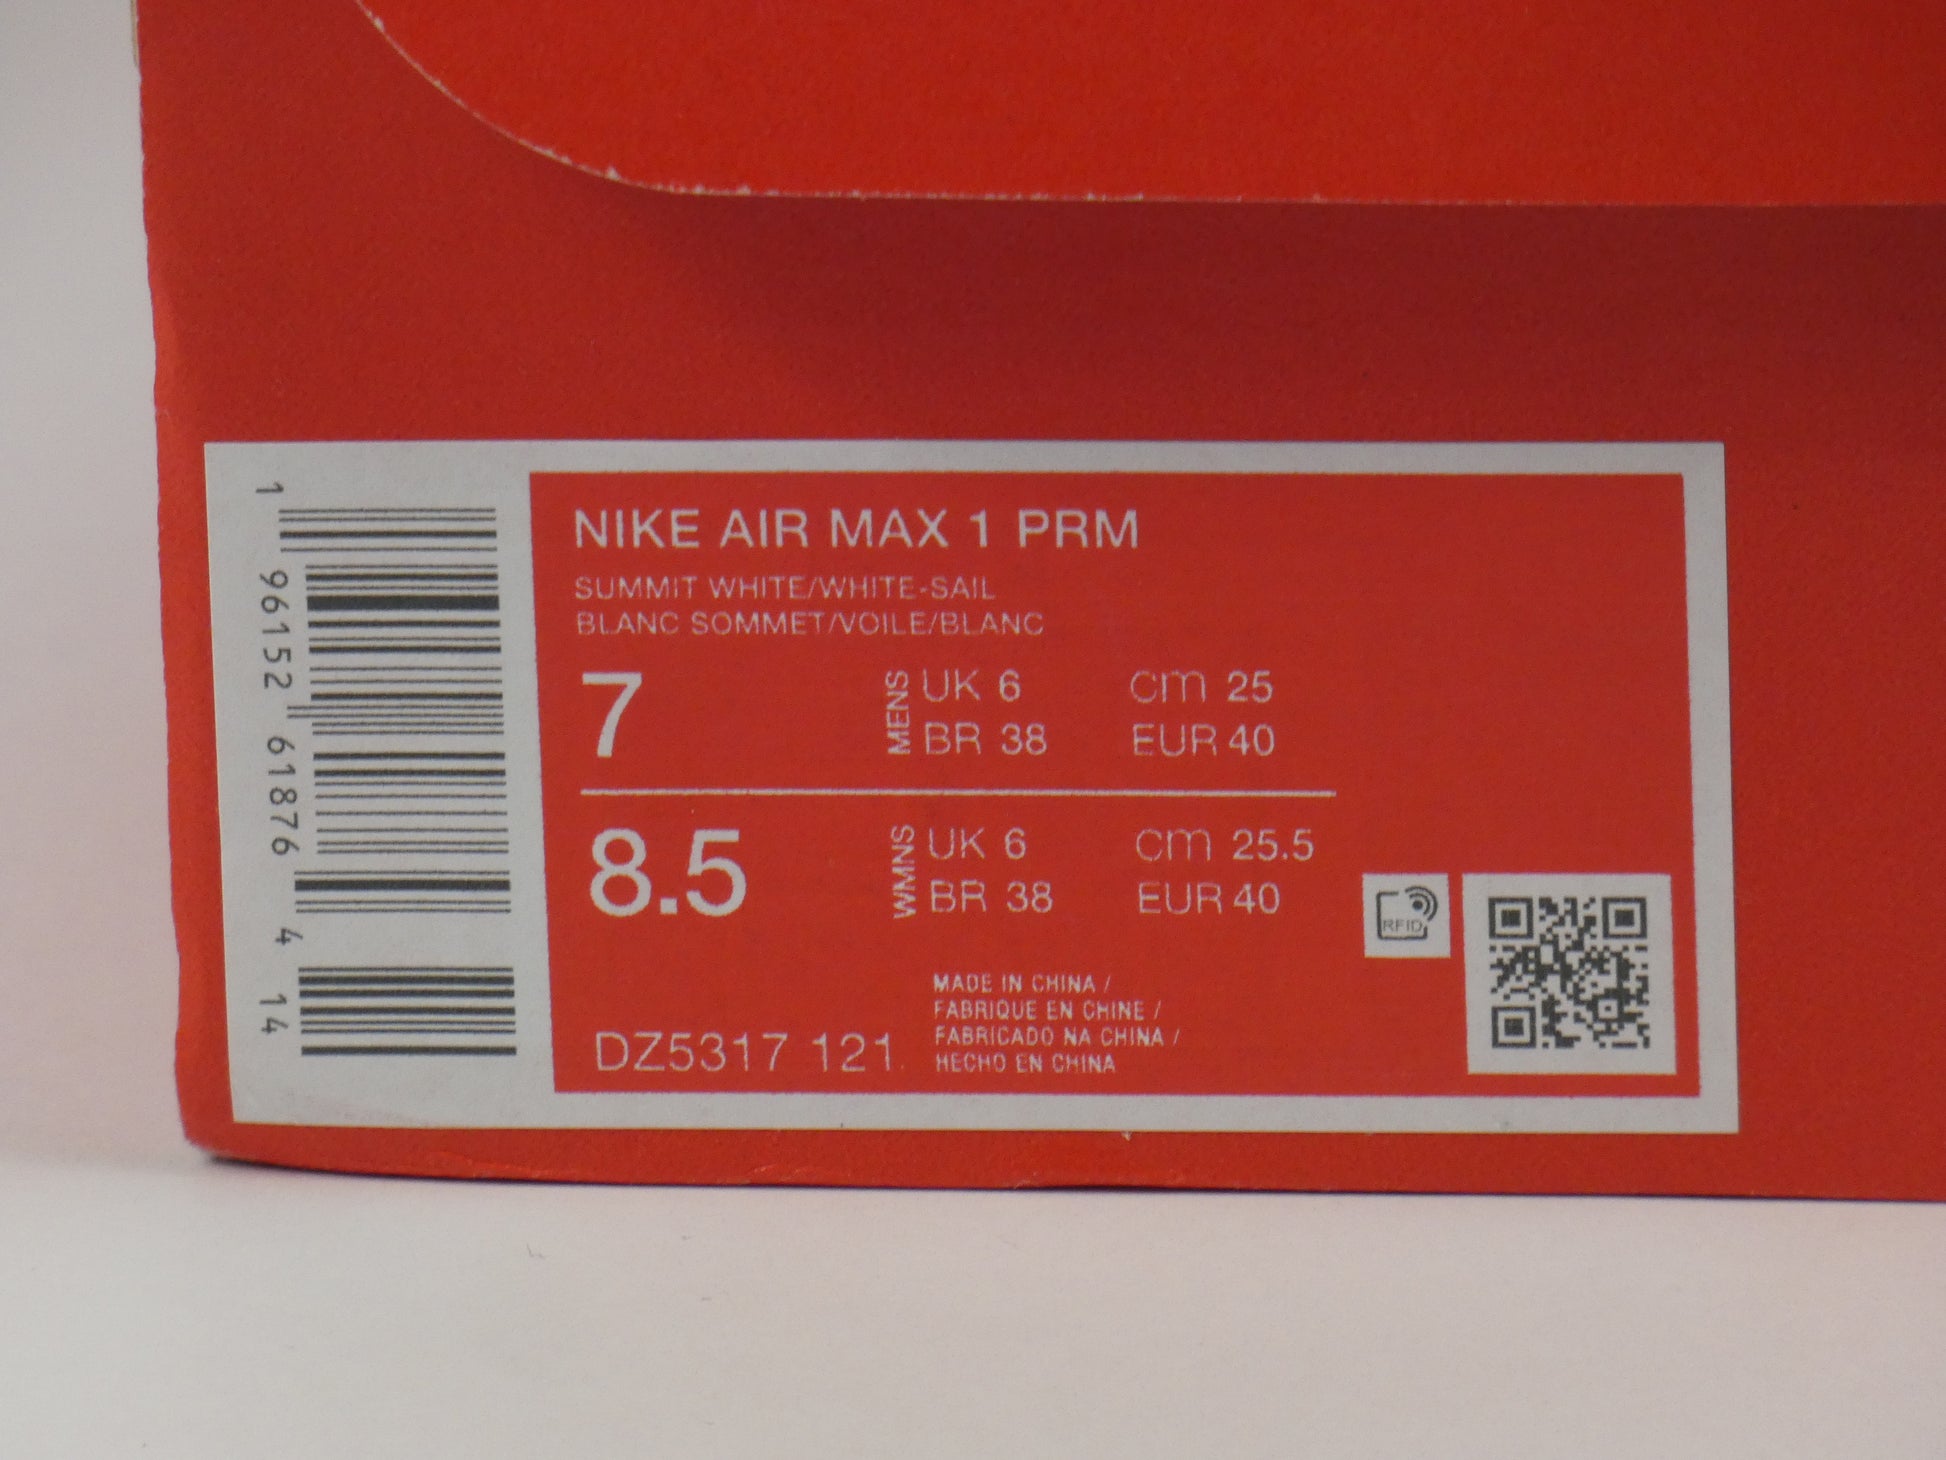 1 96152 61876 4 14
NIKE AIR MAX 1 PRM
SUMMIT WHITE/WHITE-SAIL
BLANC SOMMET/VOILE/BLANC
7 MENS UK 6 cm 25
BR 38 EUR 40
8.5 WMNS UK 6 cm 25.5
BR 38 EUR 40
RFID
MADE IN CHINA /
FABRIQUE EN CHINE /
FABRICADO NA CHINA /
HECHO EN CHINA
DZ5317 121